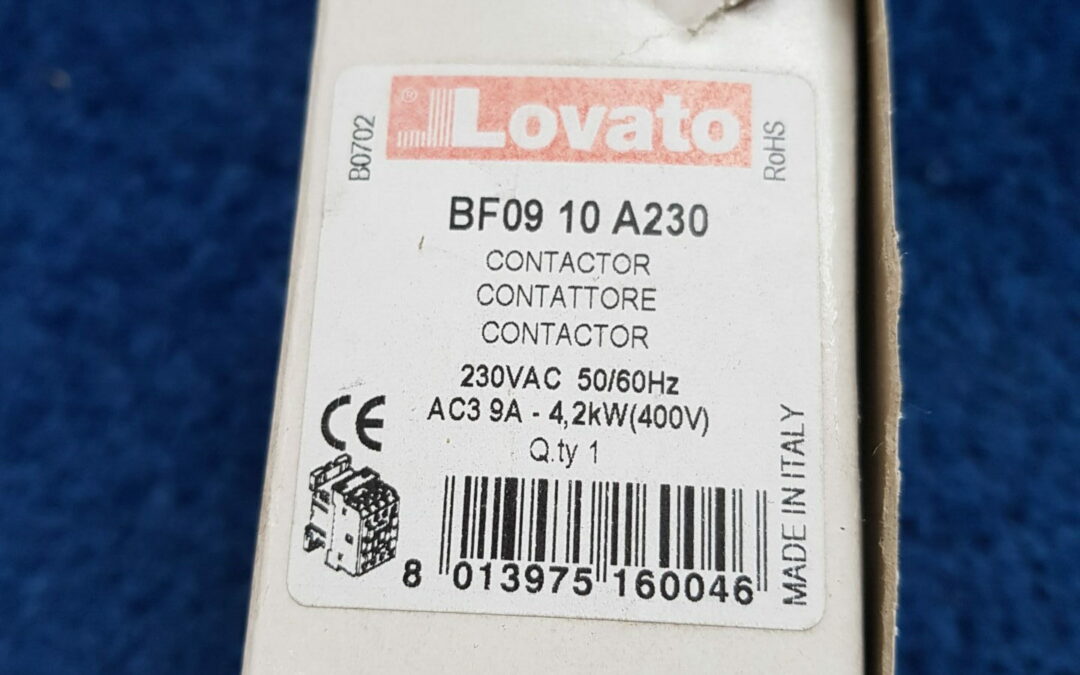 B0702
® Lovato
RoHS
BF09 10 A230
CONTACTOR
CONTATTORE
CONTACTOR
230VAC 50/60Hz
AC3 9A - 4,2kW(400V)
CE
Q.ty 1
MADE IN ITALY
8 013975 160046